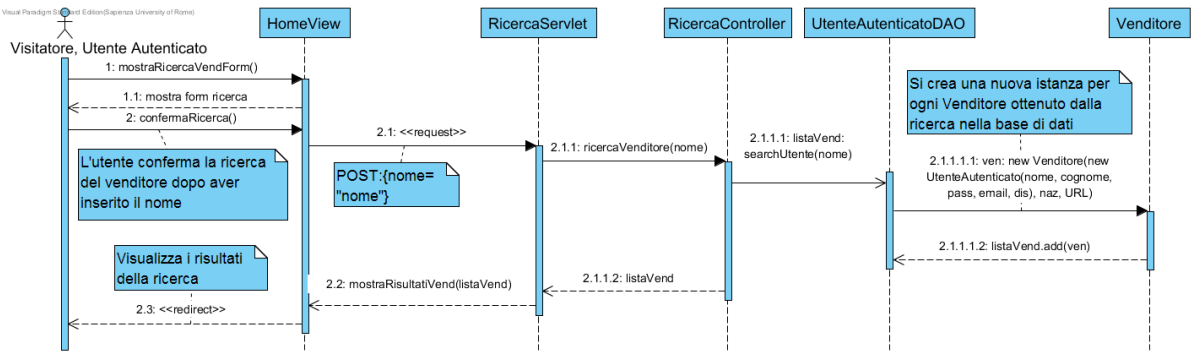 Visual Paradigm Standard Edition(Sapienza University of Rome)
Visitatore, Utente Autenticato
HomeView
RicercaServlet
RicercaController
UtenteAutenticatoDAO
Venditore
1: mostraRicercaVendForm()
1.1: mostra form ricerca
2: confermaRicerca()
L'utente conferma la ricerca
del venditore dopo aver
inserito il nome
2.1: <<request>>
POST:{nome=
"nome"}
2.1.1: ricercaVenditore(nome)
2.1.1.1: listaVend:
searchUtente(nome)
Si crea una nuova istanza per
ogni Venditore ottenuto dalla
ricerca nella base di dati
2.1.1.1.1: ven: new Venditore(new
UtenteAutenticato(nome, cognome,
pass, email, dis), naz, URL)
2.1.1.1.2: listaVend.add(ven)
2.1.1.2: listaVend
2.2: mostraRisultatiVend(listaVend)
Visualizza i risultati
della ricerca
2.3: <<redirect>>